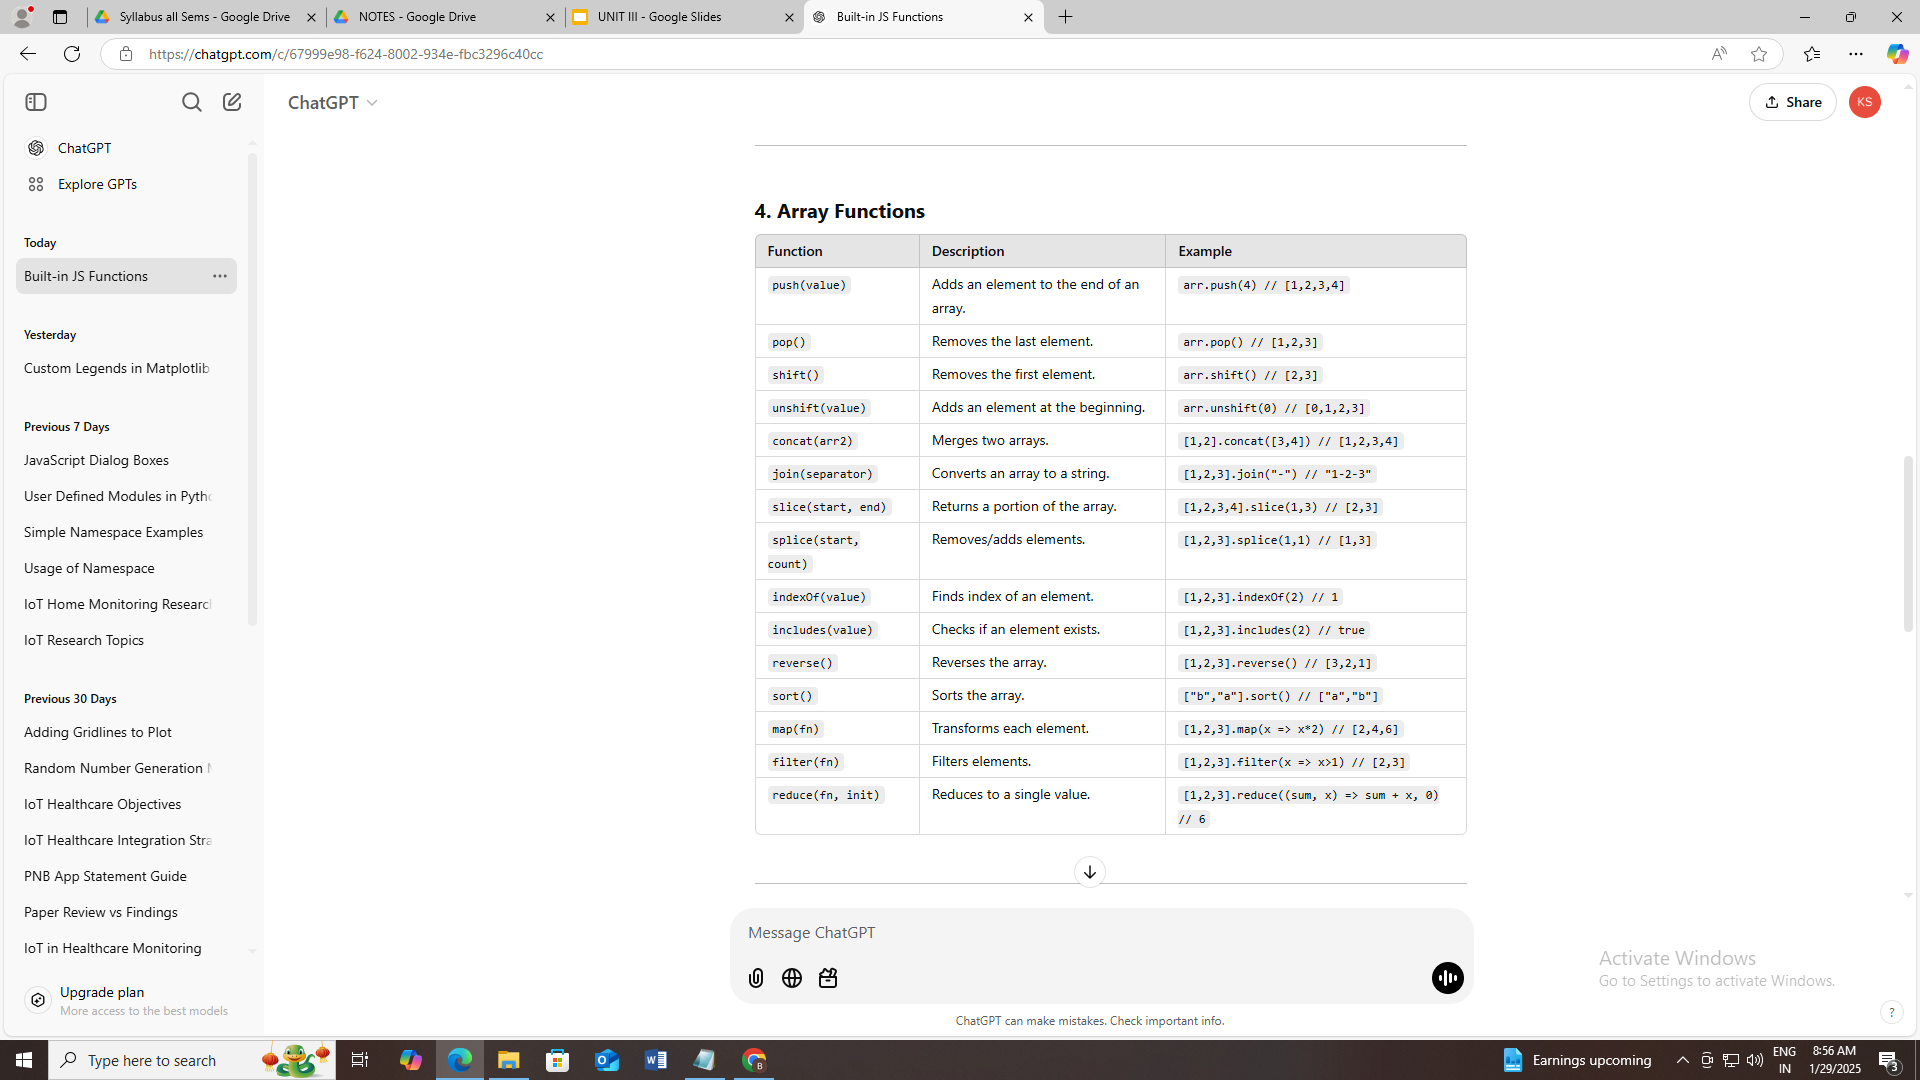 Syllabus all Sems - Google Drive
NOTES - Google Drive
UNIT III - Google Slides
Built-in JS Functions
https://chatgpt.com/c/67999e98-f624-8002-934e-fbc3296c40cc
ChatGPT
Share
KS
ChatGPT
Explore GPTs
Today
Built-in JS Functions
Yesterday
Custom Legends in Matplotlib
Previous 7 Days
JavaScript Dialog Boxes
User Defined Modules in Pytho
Simple Namespace Examples
Usage of Namespace
IoT Home Monitoring Research
IoT Research Topics
Previous 30 Days
Adding Gridlines to Plot
Random Number Generation
IoT Healthcare Objectives
IoT Healthcare Integration Stra
PNB App Statement Guide
Paper Review vs Findings
IoT in Healthcare Monitoring
Upgrade plan
More access to the best models
4. Array Functions
Function Description Example
push(value) Adds an element to the end of an arr.push(4) // [1,2,3,4]
array.
pop() Removes the last element. arr.pop() // [1,2,3]
shift() Removes the first element. arr.shift() // [2,3]
unshift(value) Adds an element at the beginning. arr.unshift(0) // [0,1,2,3]
concat(arr2) Merges two arrays. [1,2].concat([3,4]) // [1,2,3,4]
join(separator) Converts an array to a string. [1,2,3].join("-") // "1-2-3"
slice(start, end) Returns a portion of the array. [1,2,3,4].slice(1,3) // [2,3]
splice(start, Removes/adds elements. [1,2,3].splice(1,1) // [1,3]
count)
indexOf(value) Finds index of an element. [1,2,3].indexOf(2) // 1
includes(value) Checks if an element exists. [1,2,3].includes(2) // true
reverse() Reverses the array. [1,2,3].reverse() // [3,2,1]
sort() Sorts the array. ["b","a"].sort() // ["a","b"]
map(fn) Transforms each element. [1,2,3].map(x => x*2) // [2,4,6]
filter(fn) Filters elements. [1,2,3].filter(x => x>1) // [2,3]
reduce(fn, init) Reduces to a single value. [1,2,3].reduce((sum, x) => sum + x, 0)
// 6
Message ChatGPT
ChatGPT can make mistakes. Check important info.
Activate Windows
Go to Settings to activate Windows.
?
Type here to search
Earnings upcoming
ENG
IN
8:56 AM
1/29/2025
3